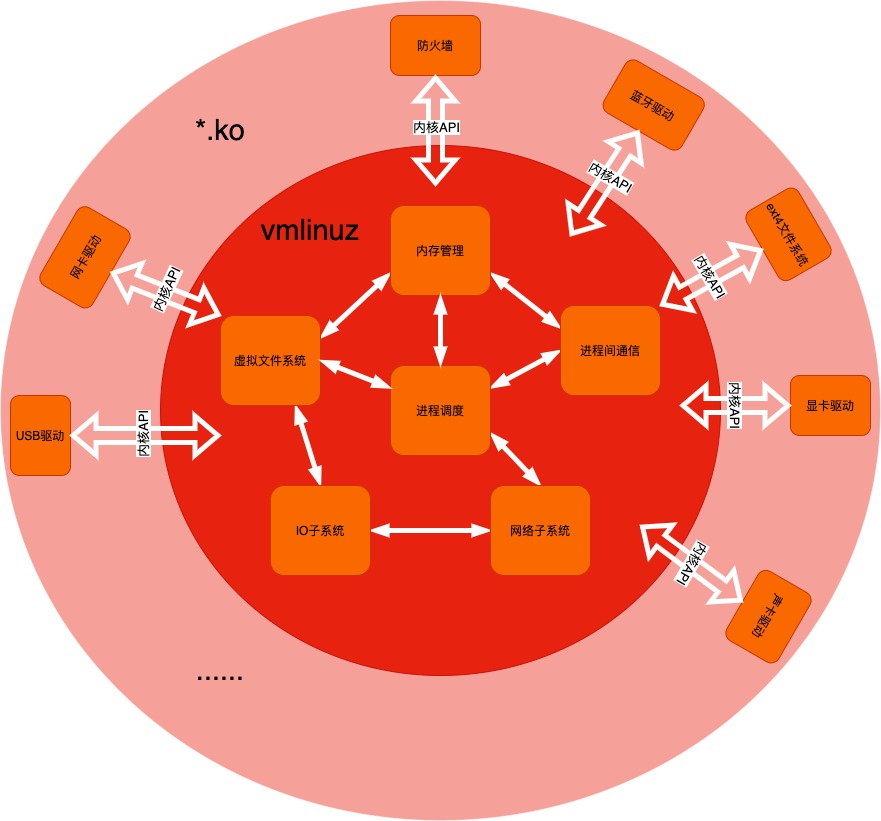 防火墙
内核API
蓝牙驱动
内核API
*.ko
vmlinuz
ext4文件系统
内核API
网卡驱动
内核API
内存管理
虚拟文件系统
进程间通信
进程调度
USB驱动
内核API
内核API
显卡驱动
IO子系统
网络子系统
内核API
声卡驱动
......